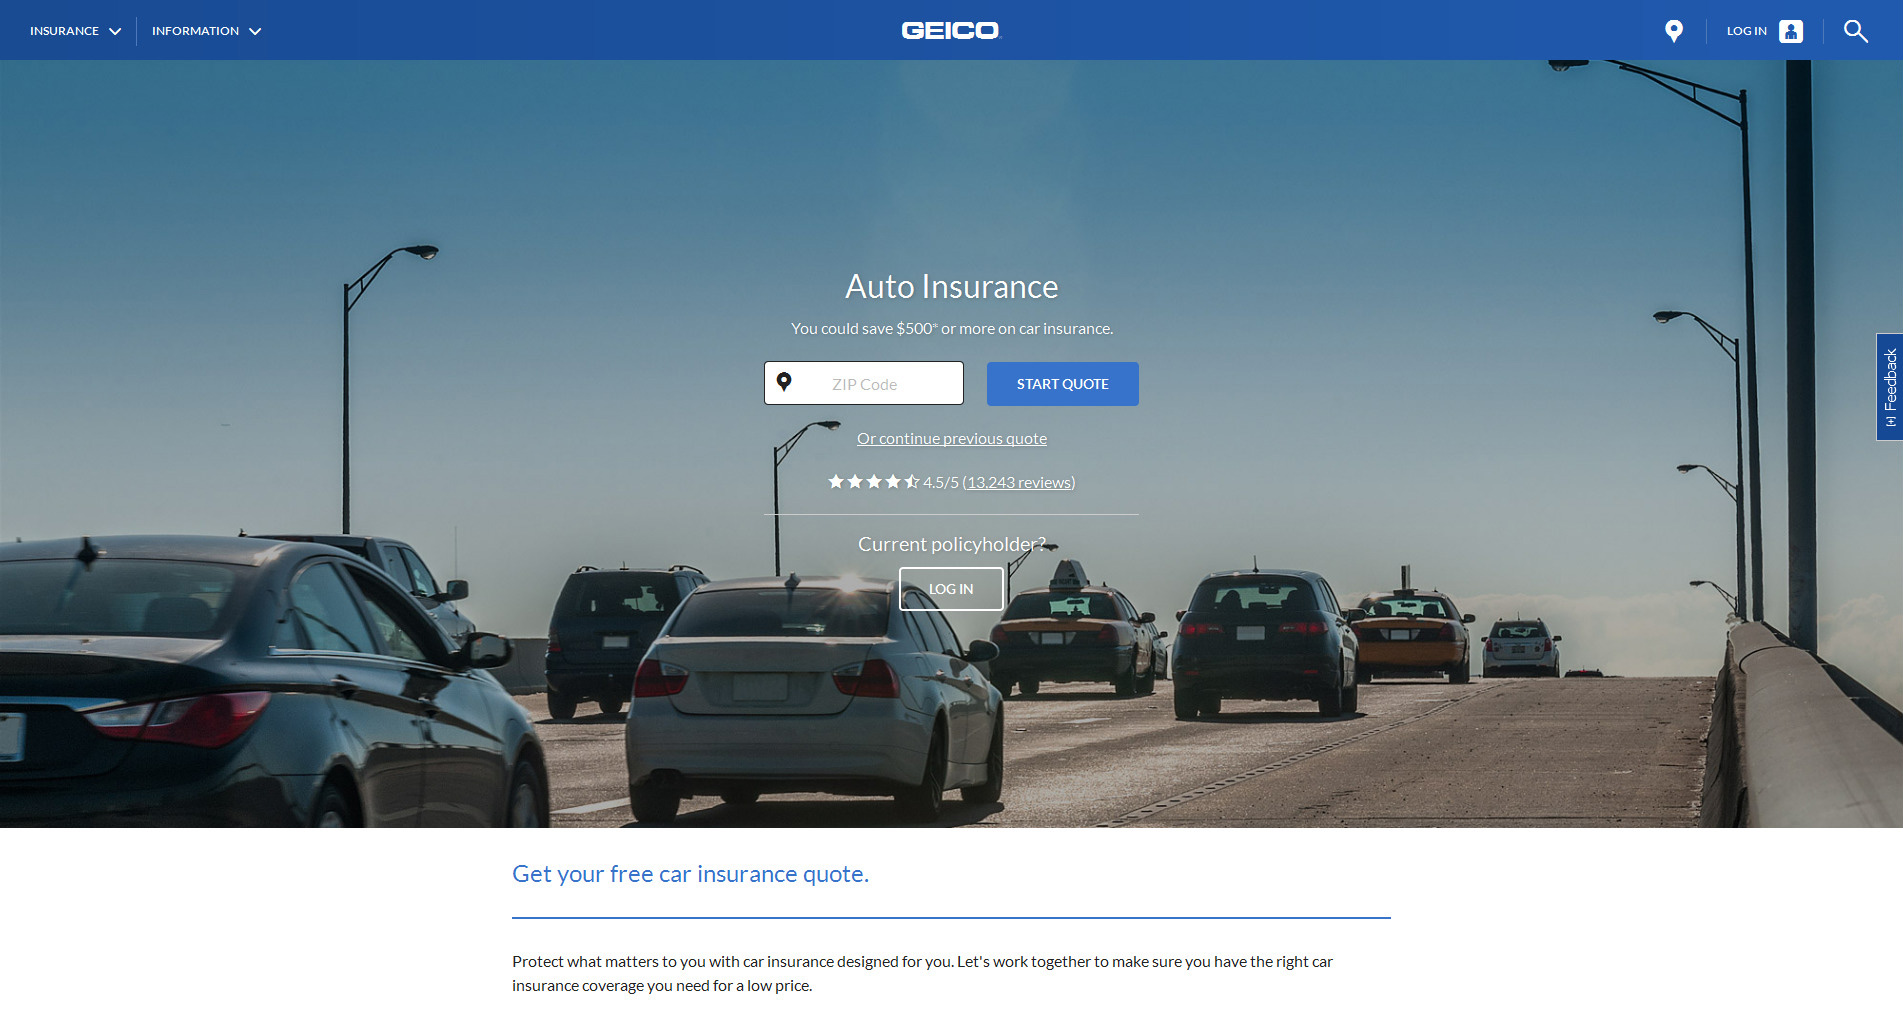 INSURANCE
INFORMATION
GEICO
LOG IN
Auto Insurance
You could save $500* or more on car insurance.
ZIP Code
START QUOTE
Or continue previous quote
4.5/5 (13,243 reviews)
Current policyholder?
LOG IN
[+] Feedback
Get your free car insurance quote.
Protect what matters to you with car insurance designed for you. Let's work together to make sure you have the right car
insurance coverage you need for a low price.